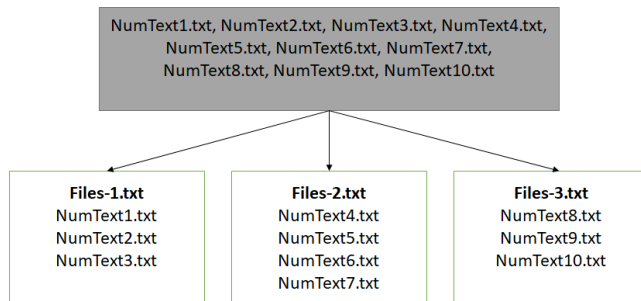 NumText1.txt, NumText2.txt, NumText3.txt, NumText4.txt,
NumText5.txt, NumText6.txt, NumText7.txt,
NumText8.txt, NumText9.txt, NumText10.txt
Files-1.txt
NumText1.txt
NumText2.txt
NumText3.txt
Files-2.txt
NumText4.txt
NumText5.txt
NumText6.txt
NumText7.txt
Files-3.txt
NumText8.txt
NumText9.txt
NumText10.txt